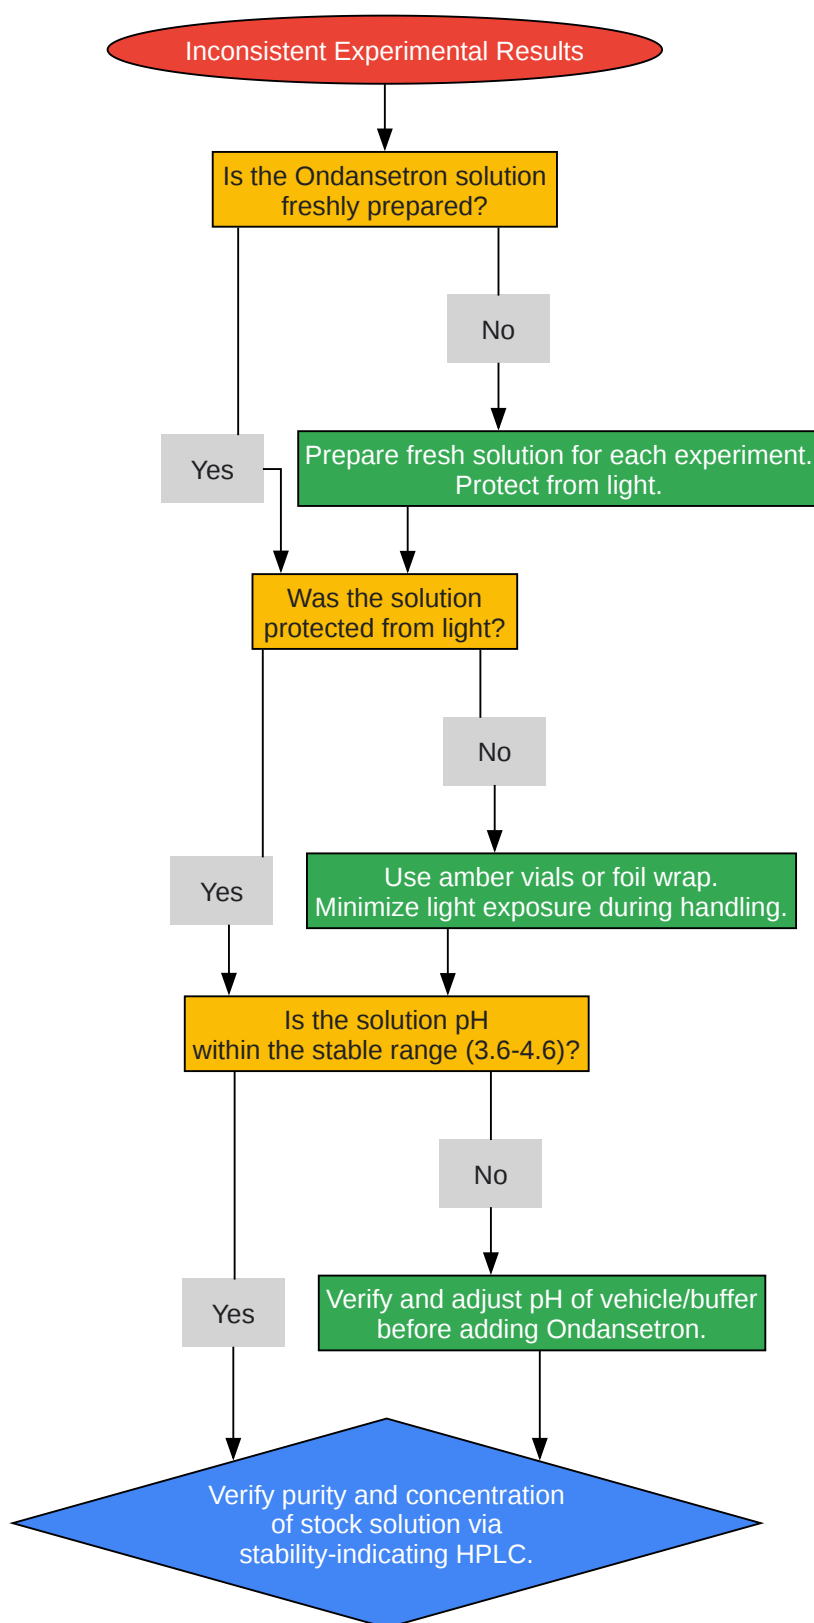 Inconsistent Experimental Results
Is the Ondansetron solution
freshly prepared?
No
Yes
Prepare fresh solution for each experiment.
Protect from light.
Was the solution
protected from light?
No
Yes
Use amber vials or foil wrap.
Minimize light exposure during handling.
Is the solution pH
within the stable range (3.6-4.6)?
No
Yes
Verify and adjust pH of vehicle/buffer
before adding Ondansetron.
Verify purity and concentration
of stock solution via
stability-indicating HPLC.